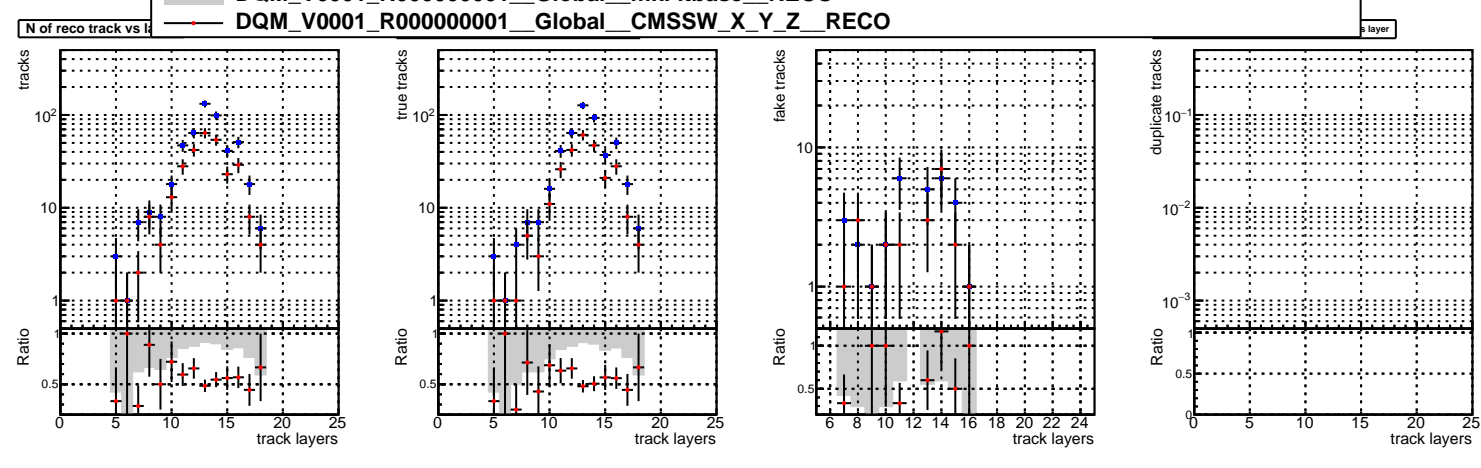 DQM_V0001_R000000001__Global__CMSSW_X_Y_Z__RECO
N of reco track vs la
s layer
tracks
10²
10
1
Ratio
1
0.5
0 5 10 15 20 25
track layers
true tracks
10²
10
1
Ratio
1
0.5
0 5 10 15 20 25
track layers
fake tracks
10
1
Ratio
1
0.5
6 8 10 12 14 16 18 20 22 24
track layers
duplicate tracks
10⁻¹
10⁻²
10⁻³
Ratio
1
0.5
0
0 5 10 15 20 25
track layers